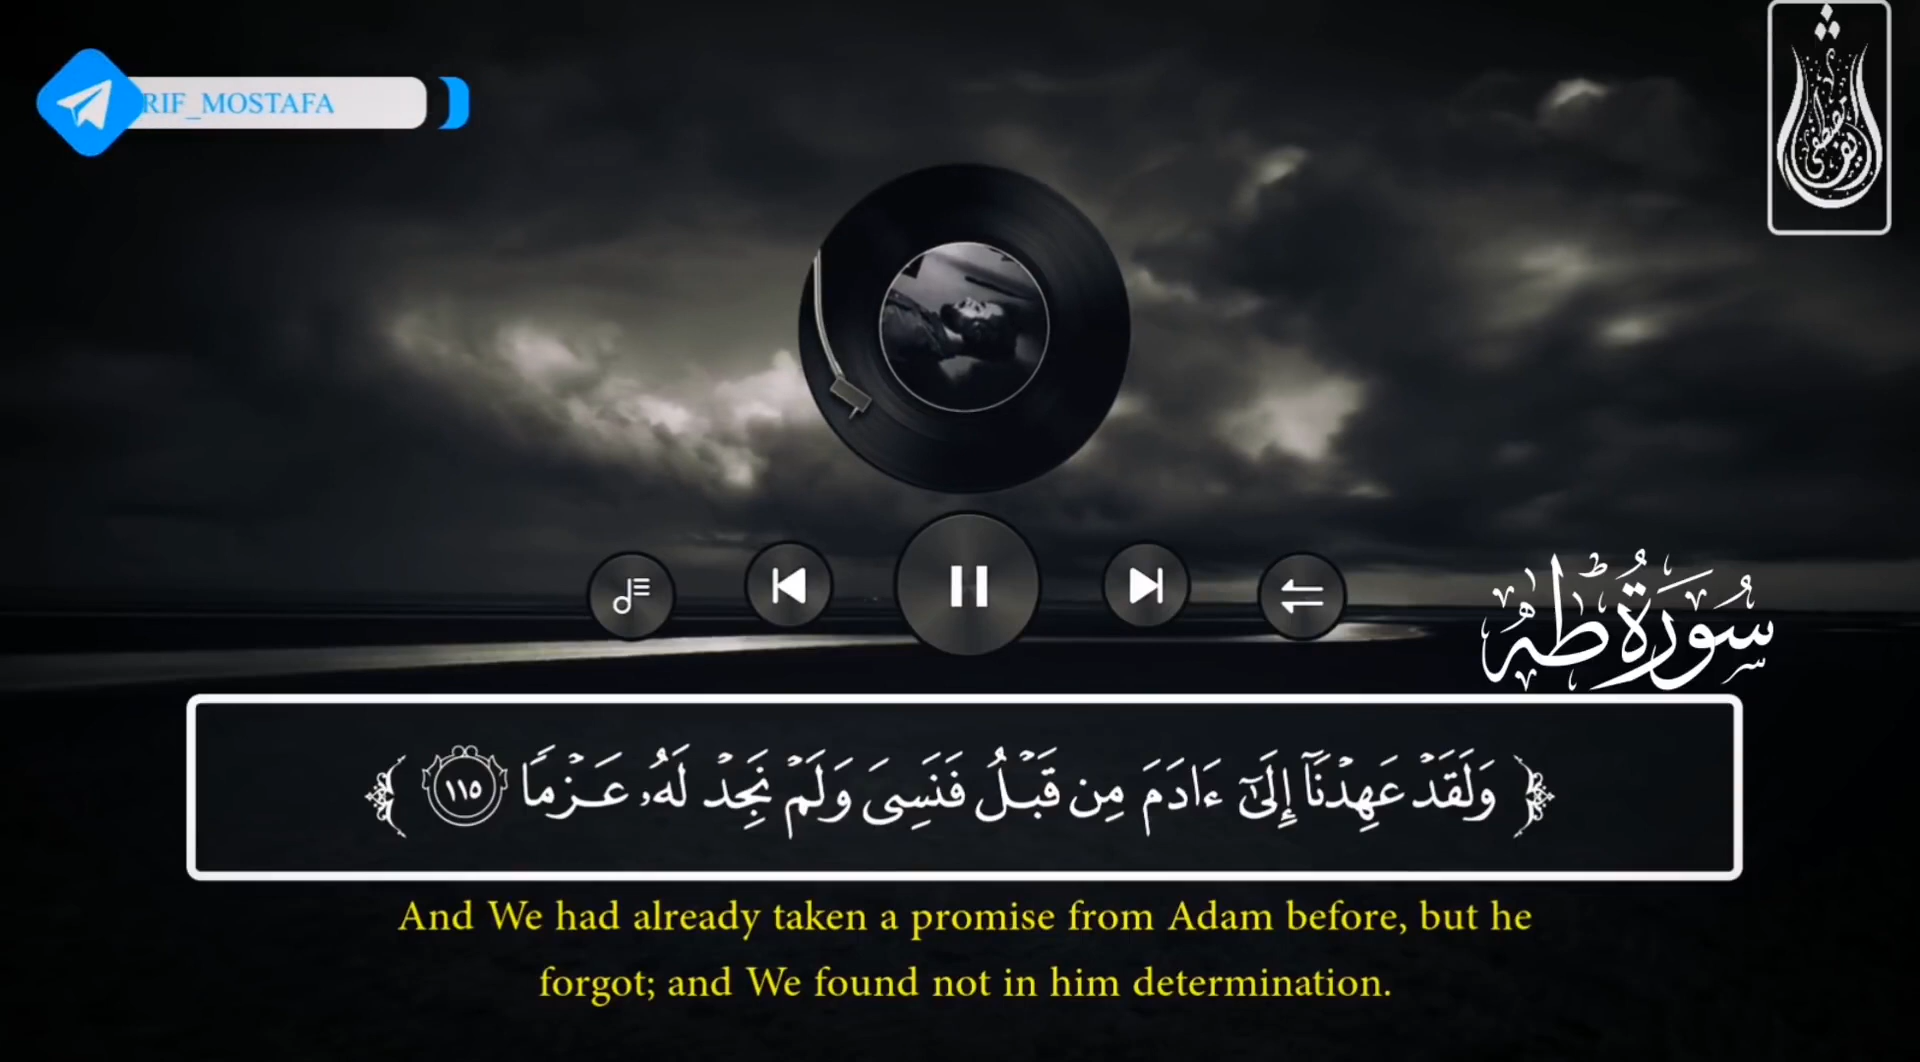 RIF_MOSTAFA
سُورَةُ طه
وَلَقَدْ عَهِدْنَآ إِلَىٰٓ ءَادَمَ مِن قَبْلُ فَنَسِىَ وَلَمْ نَجِدْ لَهُۥ عَزْمًا ١١٥
And We had already taken a promise from Adam before, but he
forgot; and We found not in him determination.